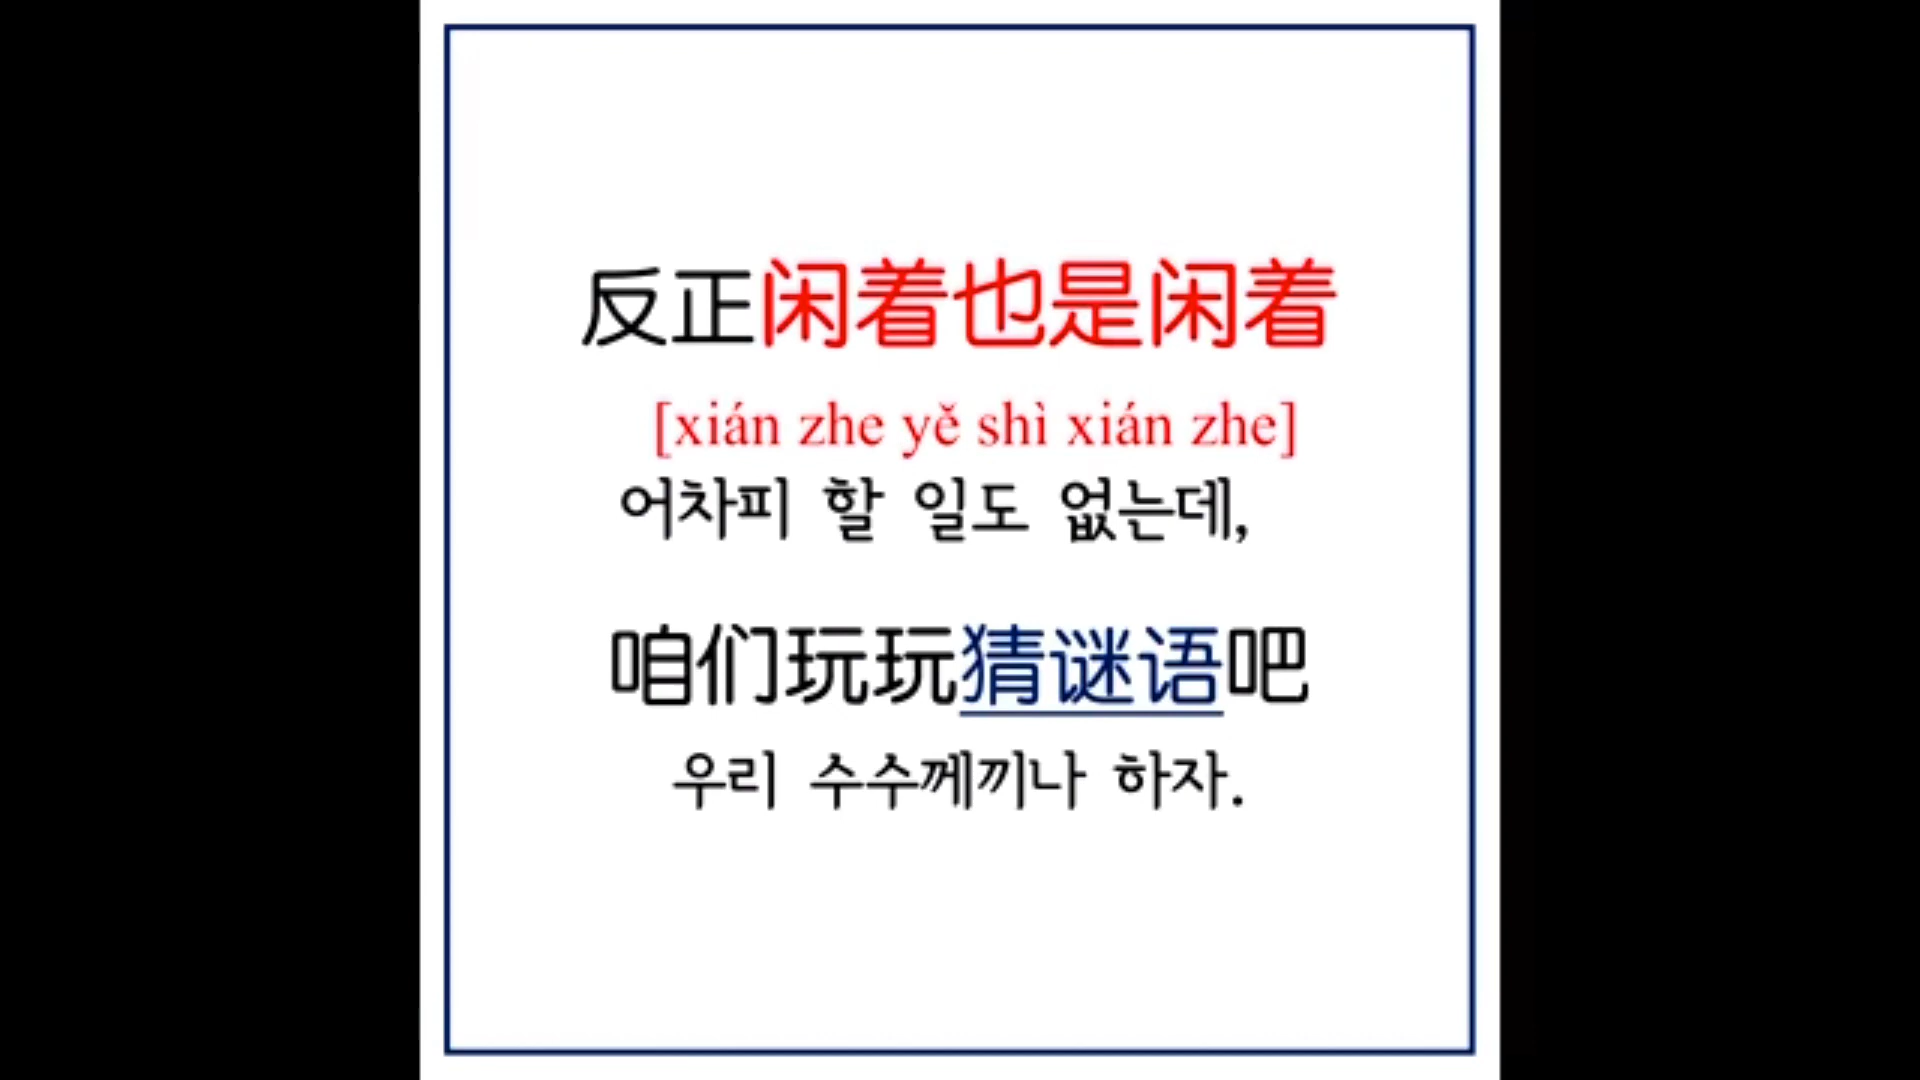 反正闲着也是闲着
[xián zhe yě shì xián zhe]
어차피 할 일도 없는데,
咱们玩玩猜谜语吧
우리 수수께끼나 하자.